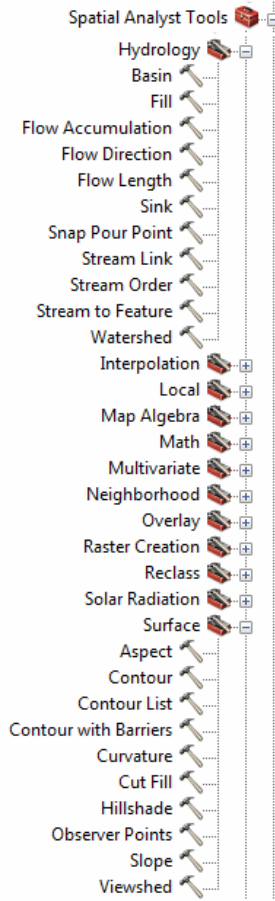 Spatial Analyst Tools
Hydrology
Basin
Fill
Flow Accumulation
Flow Direction
Flow Length
Sink
Snap Pour Point
Stream Link
Stream Order
Stream to Feature
Watershed
Interpolation
Local
Map Algebra
Math
Multivariate
Neighborhood
Overlay
Raster Creation
Reclass
Solar Radiation
Surface
Aspect
Contour
Contour List
Contour with Barriers
Curvature
Cut Fill
Hillshade
Observer Points
Slope
Viewshed